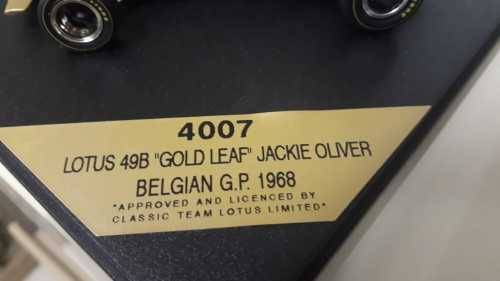 4007
LOTUS 49B "GOLD LEAF" JACKIE OLIVER
BELGIAN G.P. 1968
"APPROVED AND LICENCED BY
CLASSIC TEAM LOTUS LIMITED"